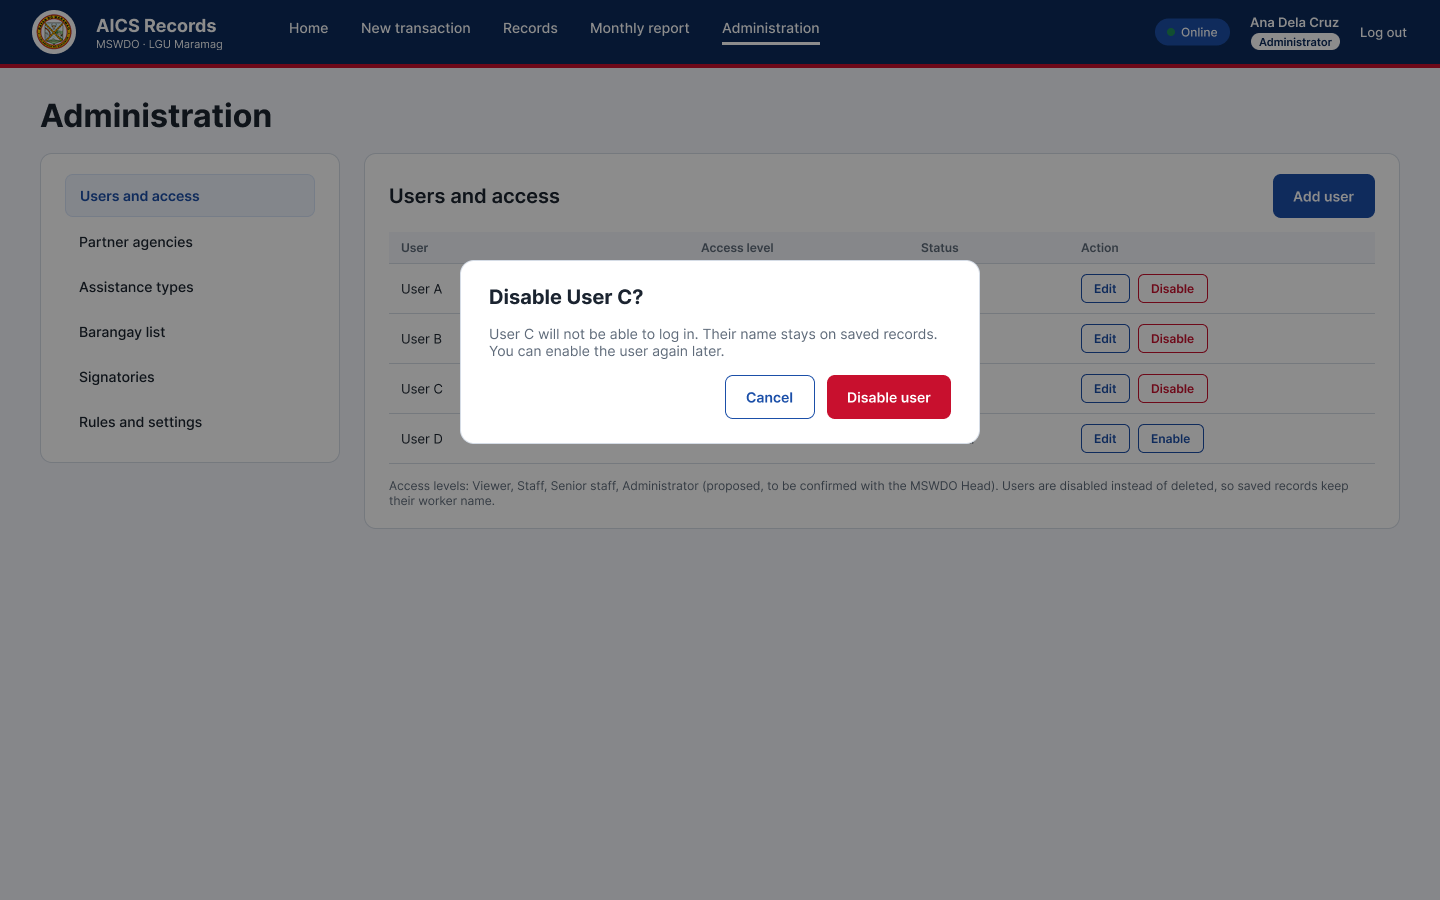 AICS Records
MSWDO · LGU Maramag
Home
New transaction
Records
Monthly report
Administration
Online
Ana Dela Cruz
Administrator
Log out
Administration
Users and access
Partner agencies
Assistance types
Barangay list
Signatories
Rules and settings
Users and access
Add user
User
Access level
Status
Action
User A
Edit
Disable
User B
Edit
Disable
User C
Edit
Disable
User D
Edit
Enable
Disable User C?
User C will not be able to log in. Their name stays on saved records.
You can enable the user again later.
Cancel
Disable user
Access levels: Viewer, Staff, Senior staff, Administrator (proposed, to be confirmed with the MSWDO Head). Users are disabled instead of deleted, so saved records keep
their worker name.